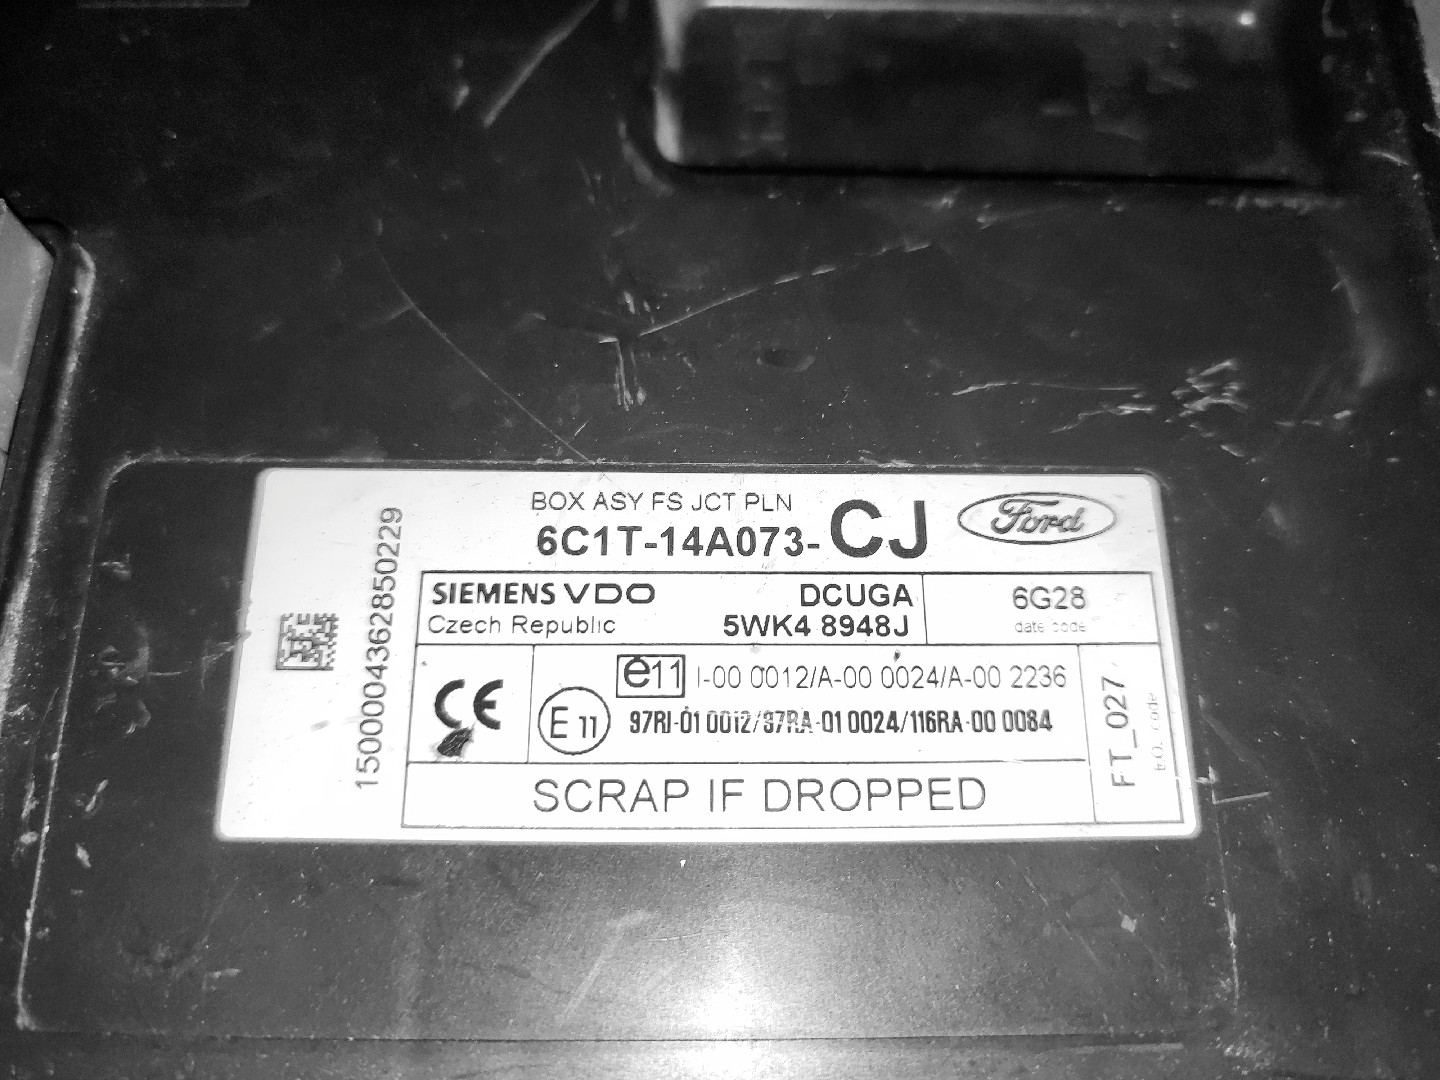 BOX ASY FS JCT PLN
6C1T-14A073-CJ
Ford
SIEMENS VDO
Czech Republic
DCUGA
5WK4 8948J
6G28
date code
1500004362850229
CE
e11 I-00 0012/A-00 0024/A-00 2236
E 11 97RI-01 0012/97RA-01 0024/116RA-00 0084
FT_027
code
SCRAP IF DROPPED